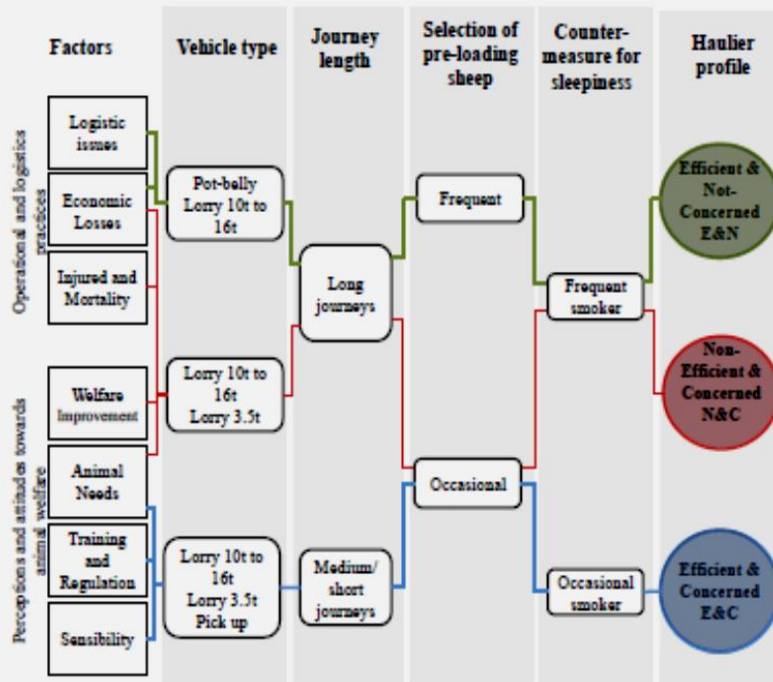 Factors
Vehicle type
Journey
length
Selection of
pre-loading
sheep
Counter-
measure for
sleepiness
Haulier
profile
Operational and logistics
practices
Logistic
issues
Economic
Losses
Injured and
Mortality
Perceptions and attitudes towards
animal welfare
Welfare
Improvement
Animal
Needs
Training
and
Regulation
Sensibility
Pot-belly
Lorry 10t to
16t
Lorry 10t to
16t
Lorry 3.5t
Lorry 10t to
16t
Lorry 3.5t
Pick up
Long
journeys
Medium/
short
journeys
Frequent
Occasional
Frequent
smoker
Occasional
smoker
Efficient &
Not-
Concerned
E&N
Non-
Efficient &
Concerned
N&C
Efficient &
Concerned
E&C